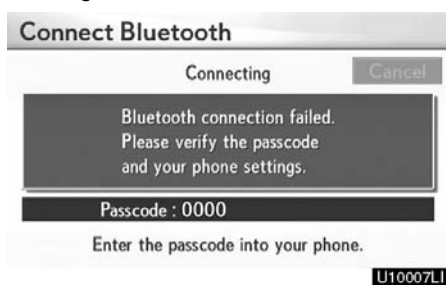 Connect Bluetooth
Connecting
Cancel
Bluetooth connection failed.
Please verify the passcode
and your phone settings.
Passcode : 0000
Enter the passcode into your phone.
U10007LI